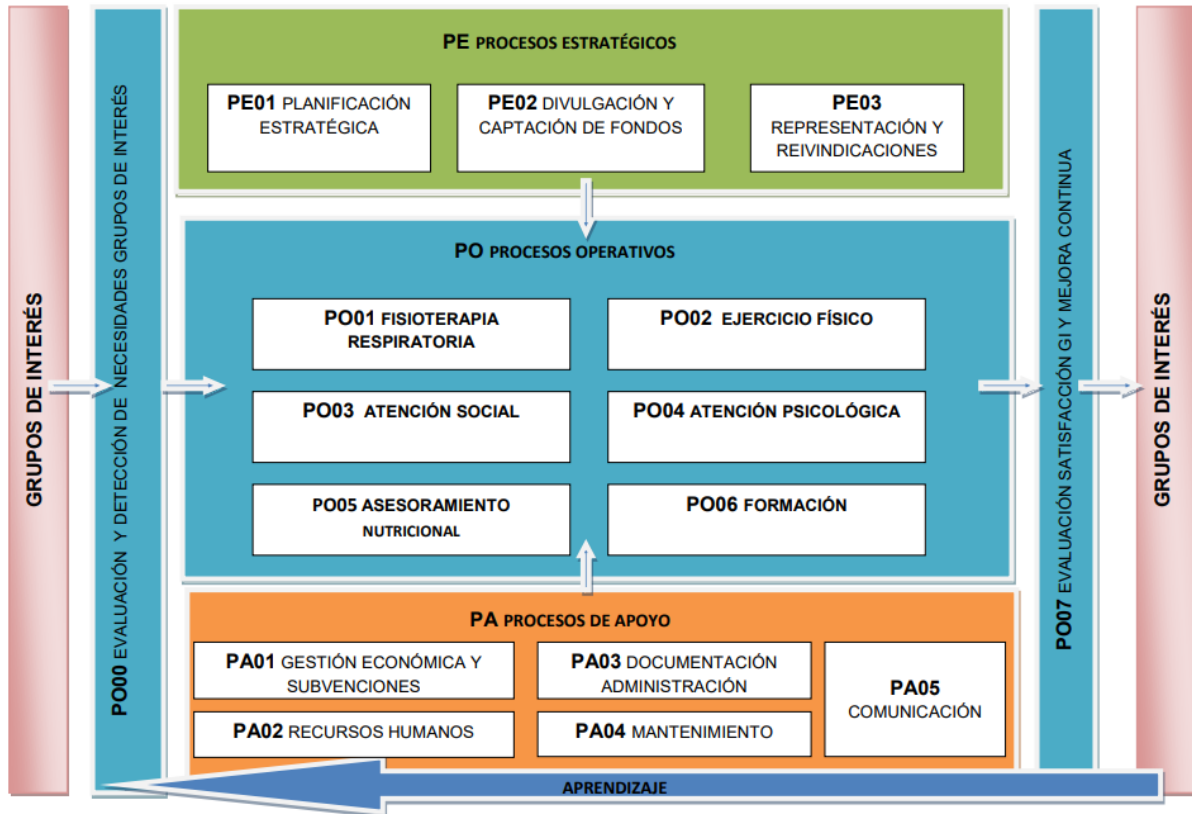 GRUPOS DE INTERÉS
PO00 EVALUACIÓN Y DETECCIÓN DE NECESIDADES GRUPOS DE INTERÉS
PE PROCESOS ESTRATÉGICOS
PE01 PLANIFICACIÓN
ESTRATÉGICA
PE02 DIVULGACIÓN Y
CAPTACIÓN DE FONDOS
PE03
REPRESENTACIÓN Y
REIVINDICACIONES
PO PROCESOS OPERATIVOS
PO01 FISIOTERAPIA
RESPIRATORIA
PO02 EJERCICIO FÍSICO
PO03 ATENCIÓN SOCIAL
PO04 ATENCIÓN PSICOLÓGICA
PO05 ASESORAMIENTO
NUTRICIONAL
PO06 FORMACIÓN
PA PROCESOS DE APOYO
PA01 GESTIÓN ECONÓMICA Y
SUBVENCIONES
PA03 DOCUMENTACIÓN
ADMINISTRACIÓN
PA05
COMUNICACIÓN
PA02 RECURSOS HUMANOS
PA04 MANTENIMIENTO
APRENDIZAJE
PO07 EVALUACIÓN SATISFACCIÓN GI Y MEJORA CONTINUA
GRUPOS DE INTERÉS